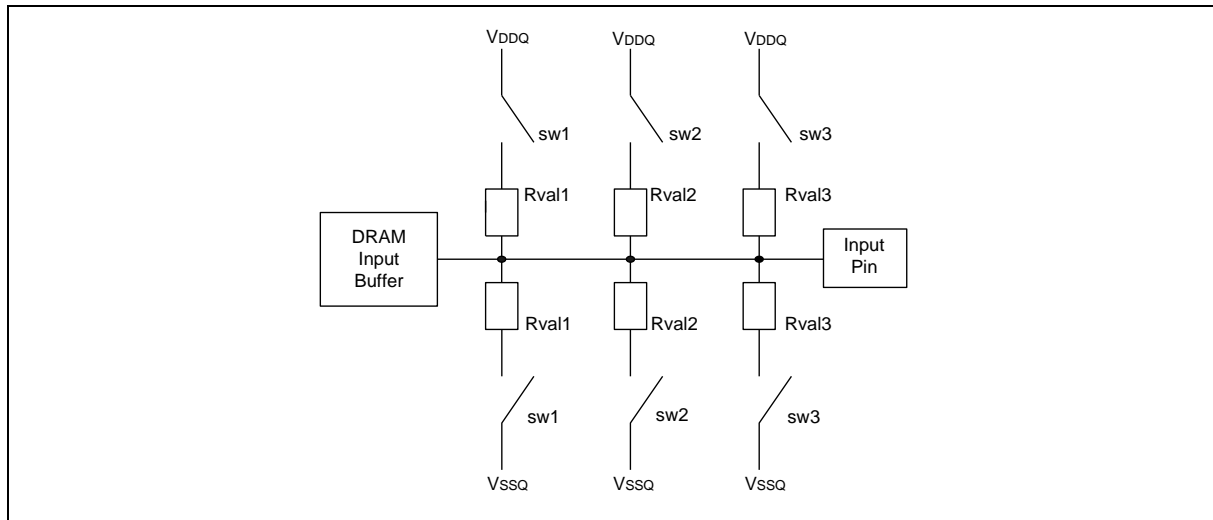 VDDQ VDDQ VDDQ
sw1 sw2 sw3
Rval1 Rval2 Rval3
DRAM
Input
Buffer
Input
Pin
Rval1 Rval2 Rval3
sw1 sw2 sw3
VSSQ VSSQ VSSQ